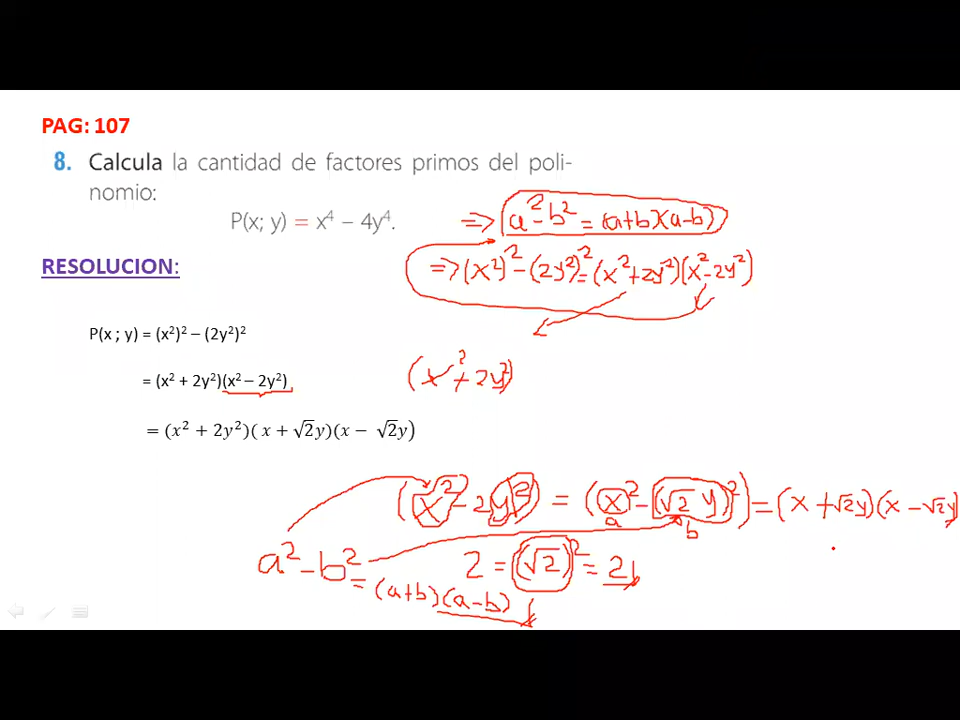 PAG: 107
8. Calcula la cantidad de factores primos del poli-
nomio:
P(x; y) = x⁴ – 4y⁴.
=> a² - b² = (a+b)(a-b)
RESOLUCION:
=> (x²)² - (2y²)² = (x²+2y²)(x²-2y²)
P(x ; y) = (x²)² – (2y²)²
= (x² + 2y²)(x² – 2y²)
(x² + 2y²)
= (x² + 2y²)( x + √2y)(x − √2y)
(x² - 2y²) = ((x)² - (√2 y)²) = (x + √2y)(x - √2y)
a b
a² - b² = (a+b)(a-b)
2 = (√2)² = 2